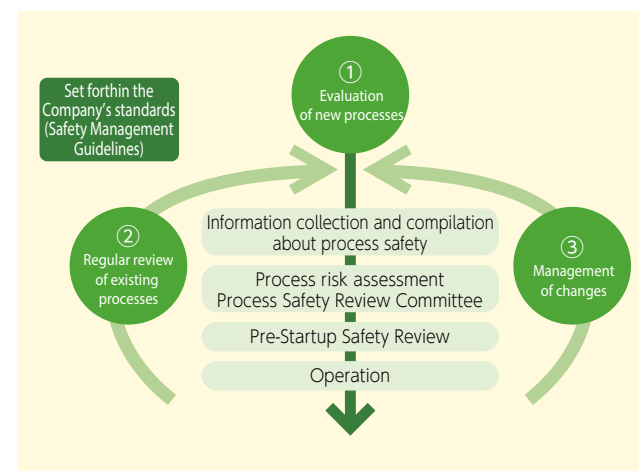 Set forthin the
Company's standards
(Safety Management
Guidelines)
①
Evaluation
of new processes
Information collection and compilation
about process safety
②
Regular review
of existing
processes
Process risk assessment
Process Safety Review Committee
③
Management
of changes
Pre-Startup Safety Review
Operation